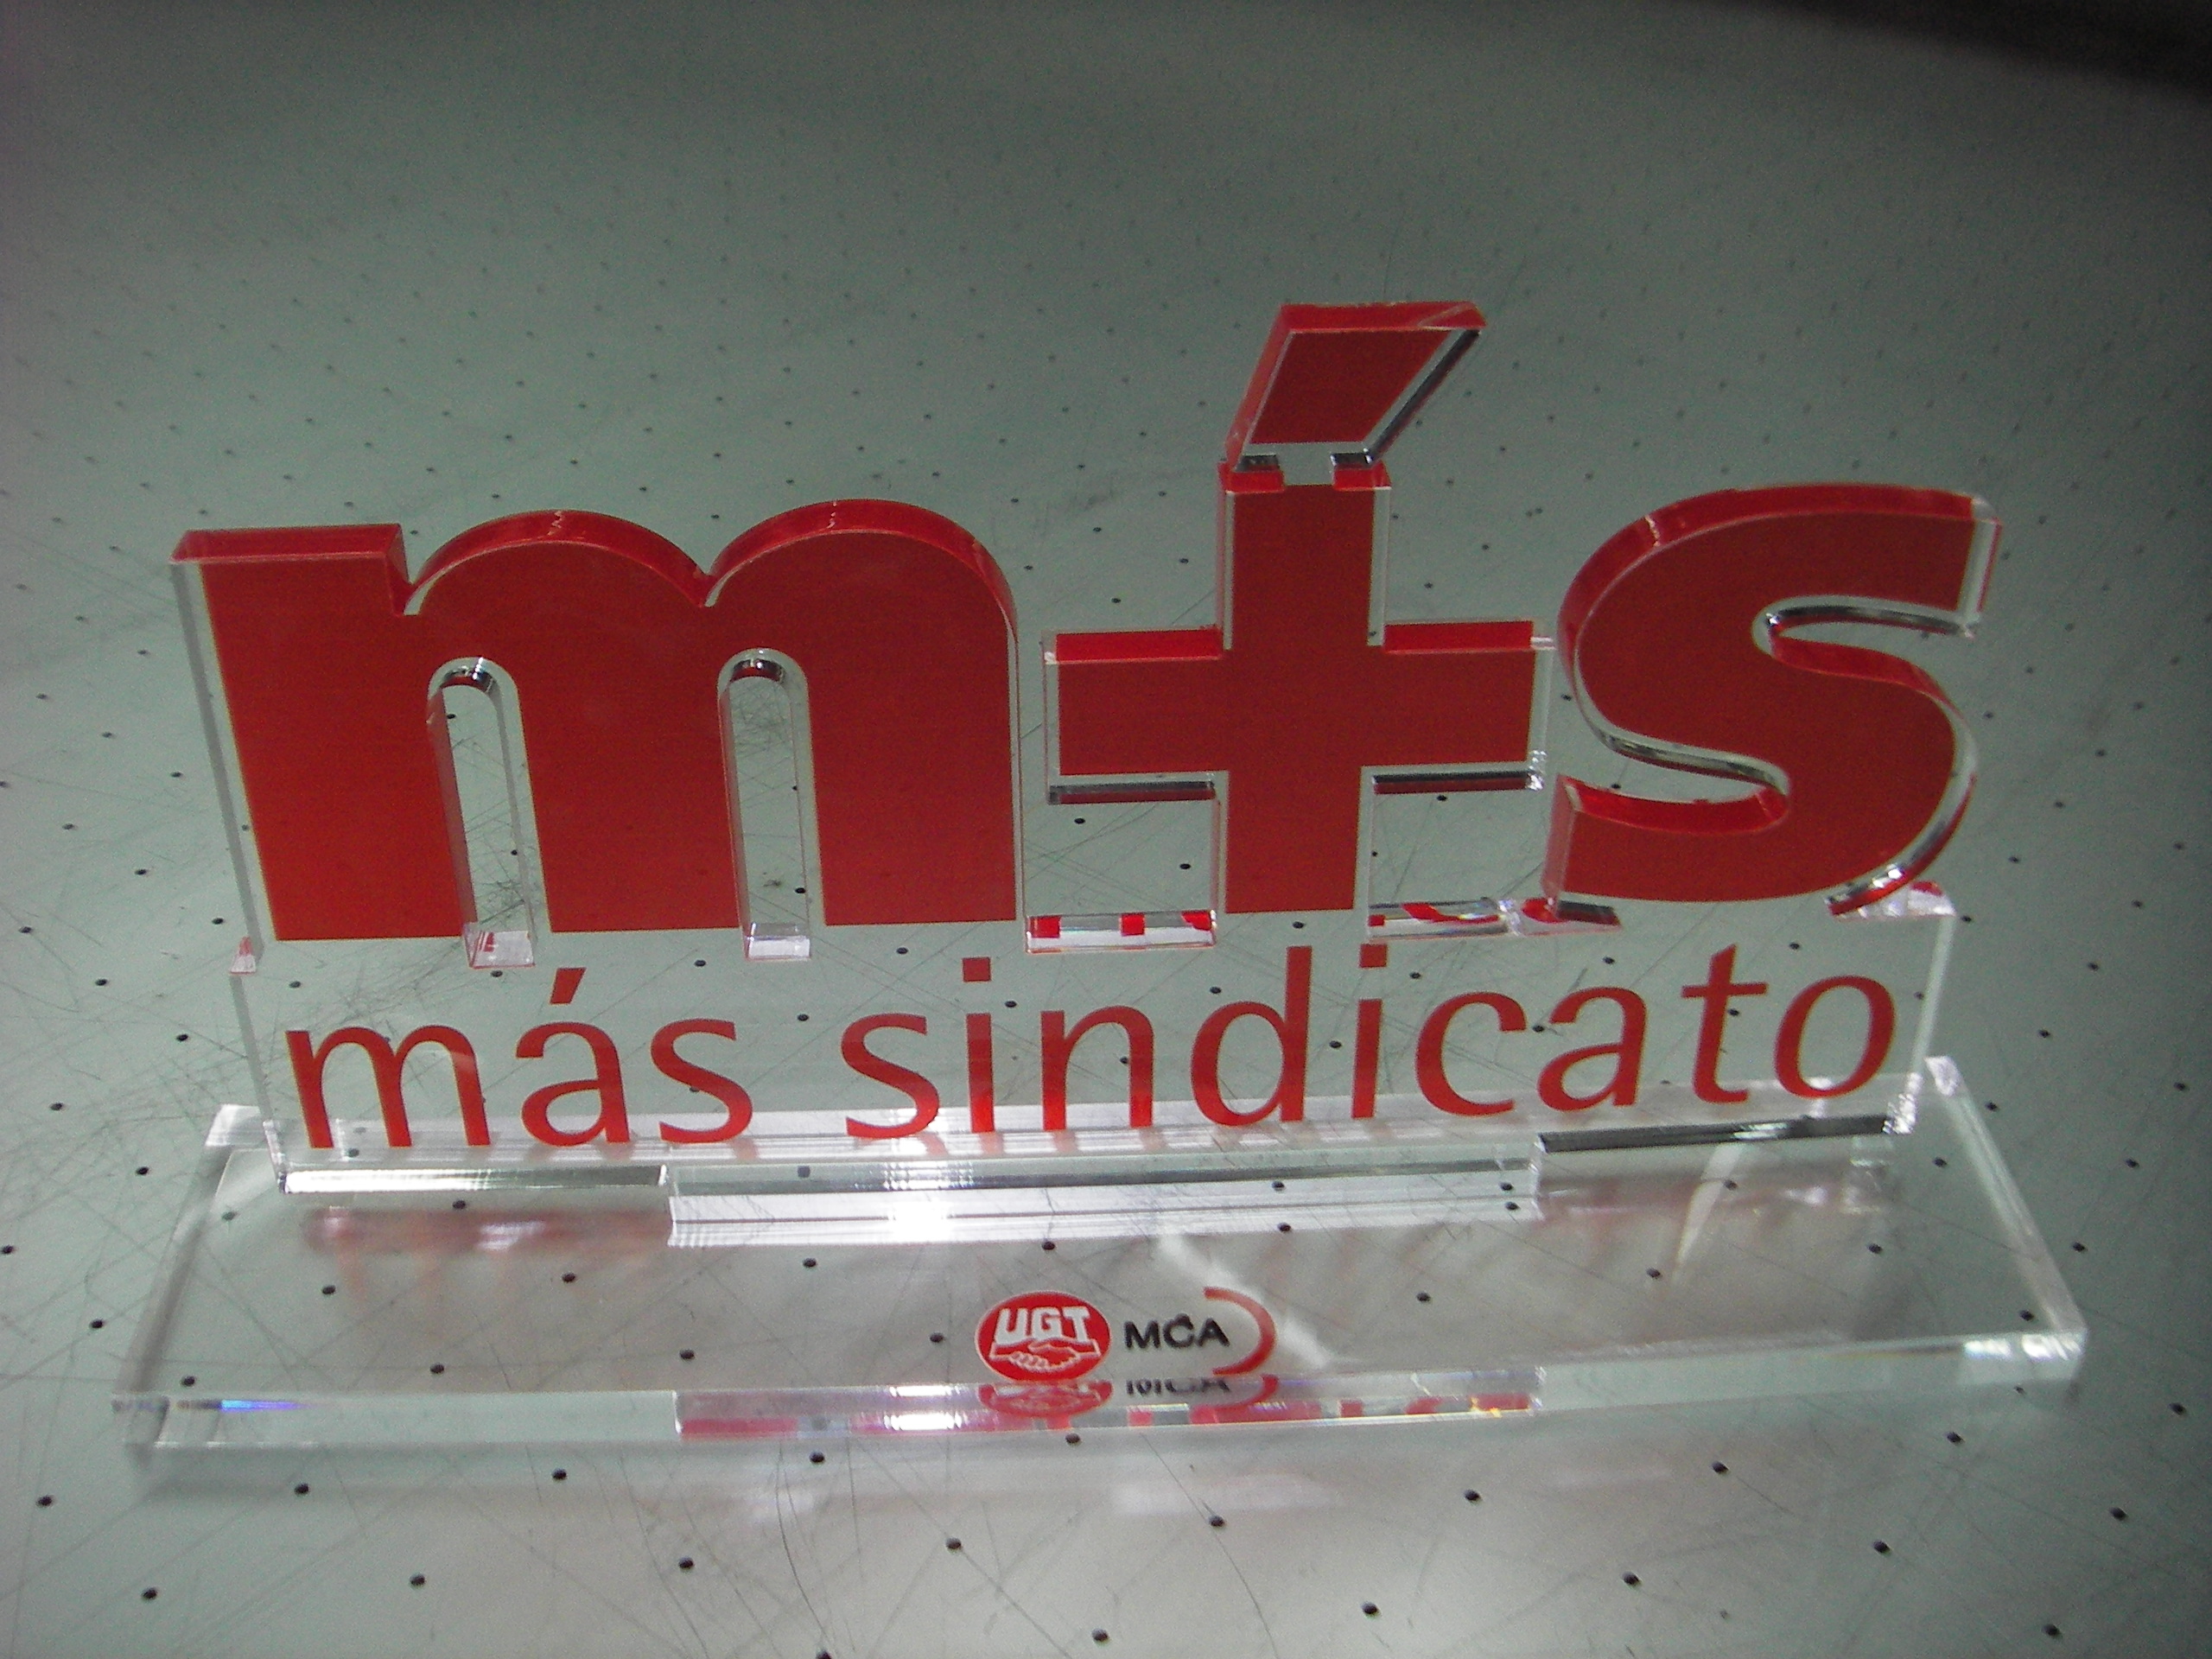 m+́s
más sindicato
UGT MCA